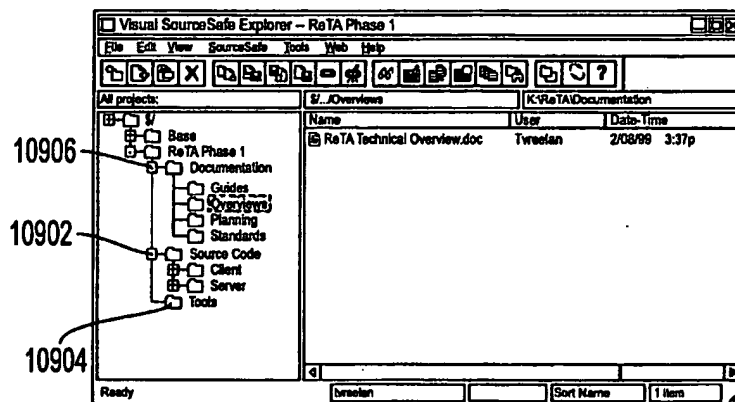 Visual SourceSafe Explorer – ReTA Phase 1
File Edit View SourceSafe Tools Web Help
?
All projects:
$/.../Overviews
K:\ReTA\Documentation
$/
Name
User
Date-Time
Base
ReTA Technical Overview.doc
Tvreelan
2/08/99 3:37p
10906
ReTA Phase 1
Documentation
Guides
Overviews
10902
Planning
Standards
Source Code
Client
Server
Tools
10904
Ready
tvreelan
Sort Name
1 Item